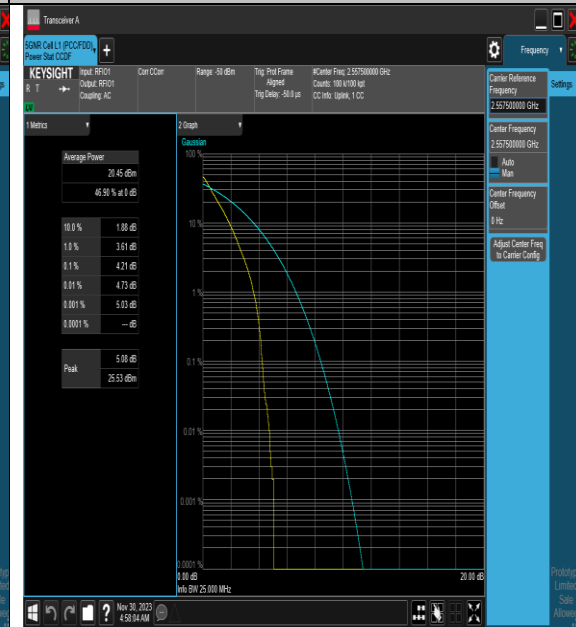 Transceiver A
5GNR Cell L1 (PCC/FDD)
Power Stat CCDF
Frequency
KEYSIGHT
R T
LW
Input: RFIO1
Output: RFIO1
Coupling: AC
Corr CCorr
Range: -50 dBm
Trig: Prot Frame
Aligned
Trig Delay: -50.0 µs
#Center Freq: 2.557500000 GHz
Counts: 100 k/100 kpt
CC Info: Uplink, 1 CC
1 Metrics
Average Power
20.45 dBm
46.90 % at 0 dB
10.0 % 1.88 dB
1.0 % 3.61 dB
0.1 % 4.21 dB
0.01 % 4.73 dB
0.001 % 5.03 dB
0.0001 % --- dB
Peak 5.08 dB
25.53 dBm
2 Graph
Gaussian
100 %
10 %
1 %
0.1 %
0.01 %
0.001 %
0.0001 %
0.00 dB 20.00 dB
Info BW 25.000 MHz
Carrier Reference
Frequency
2.557500000 GHz
Center Frequency
2.557500000 GHz
Auto
Man
Center Frequency
Offset
0 Hz
Adjust Center Freq
to Carrier Config
Settings
Nov 30, 2023
4:58:04 AM